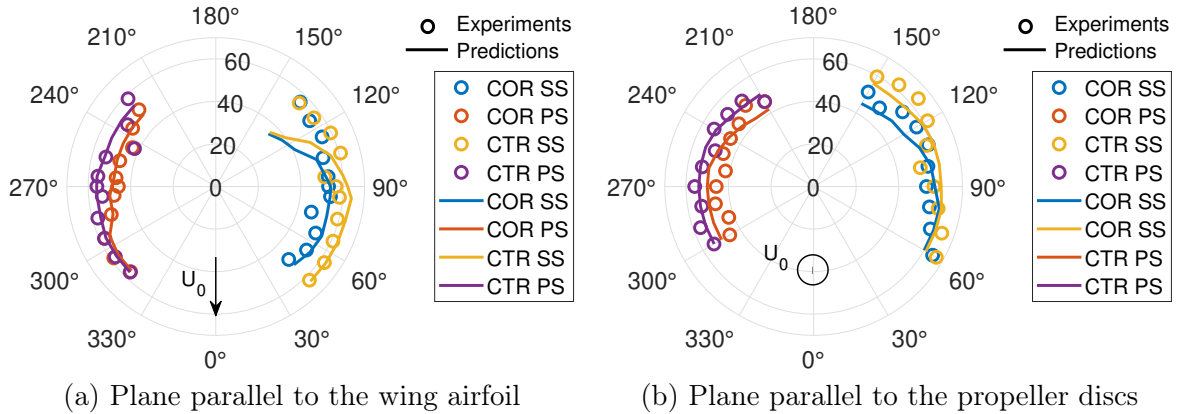 180°
210°
150°
240°
120°
270°
90°
300°
60°
330°
30°
0°
60
40
20
0
U0
Experiments
Predictions
COR SS
COR PS
CTR SS
CTR PS
COR SS
COR PS
CTR SS
CTR PS
(a) Plane parallel to the wing airfoil
180°
210°
150°
240°
120°
270°
90°
300°
60°
330°
30°
0°
60
40
20
0
U0
Experiments
Predictions
COR SS
COR PS
CTR SS
CTR PS
COR SS
CTR SS
COR PS
CTR PS
(b) Plane parallel to the propeller discs